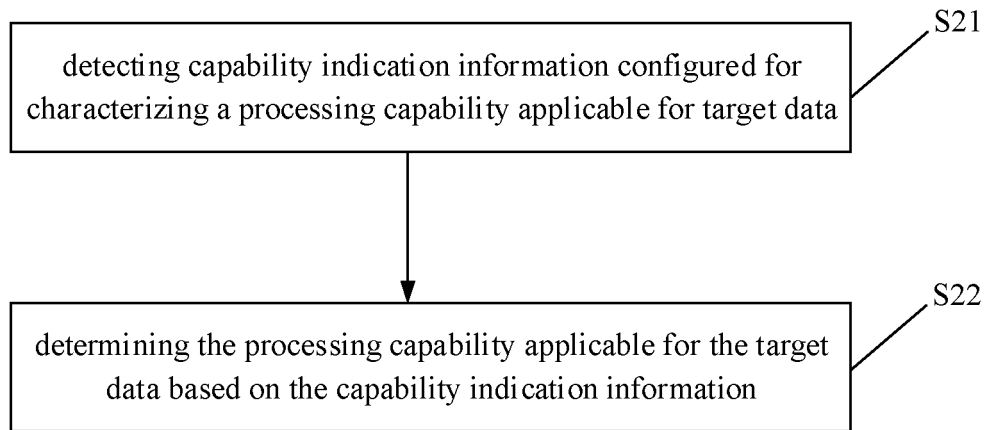 S21
detecting capability indication information configured for
characterizing a processing capability applicable for target data
S22
determining the processing capability applicable for the target
data based on the capability indication information